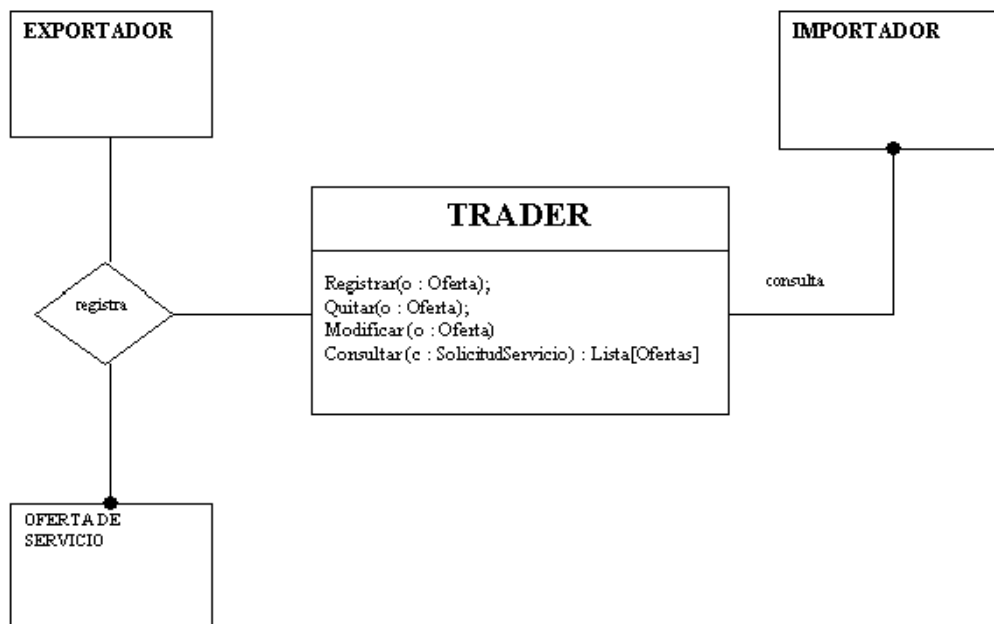 EXPORTADOR
IMPORTADOR
TRADER
Registrar(o : Oferta);
Quitar(o : Oferta);
Modificar (o : Oferta)
Consultar (c : SolicitudServicio) : Lista[Ofertas]
registra
consulta
OFERTA DE
SERVICIO